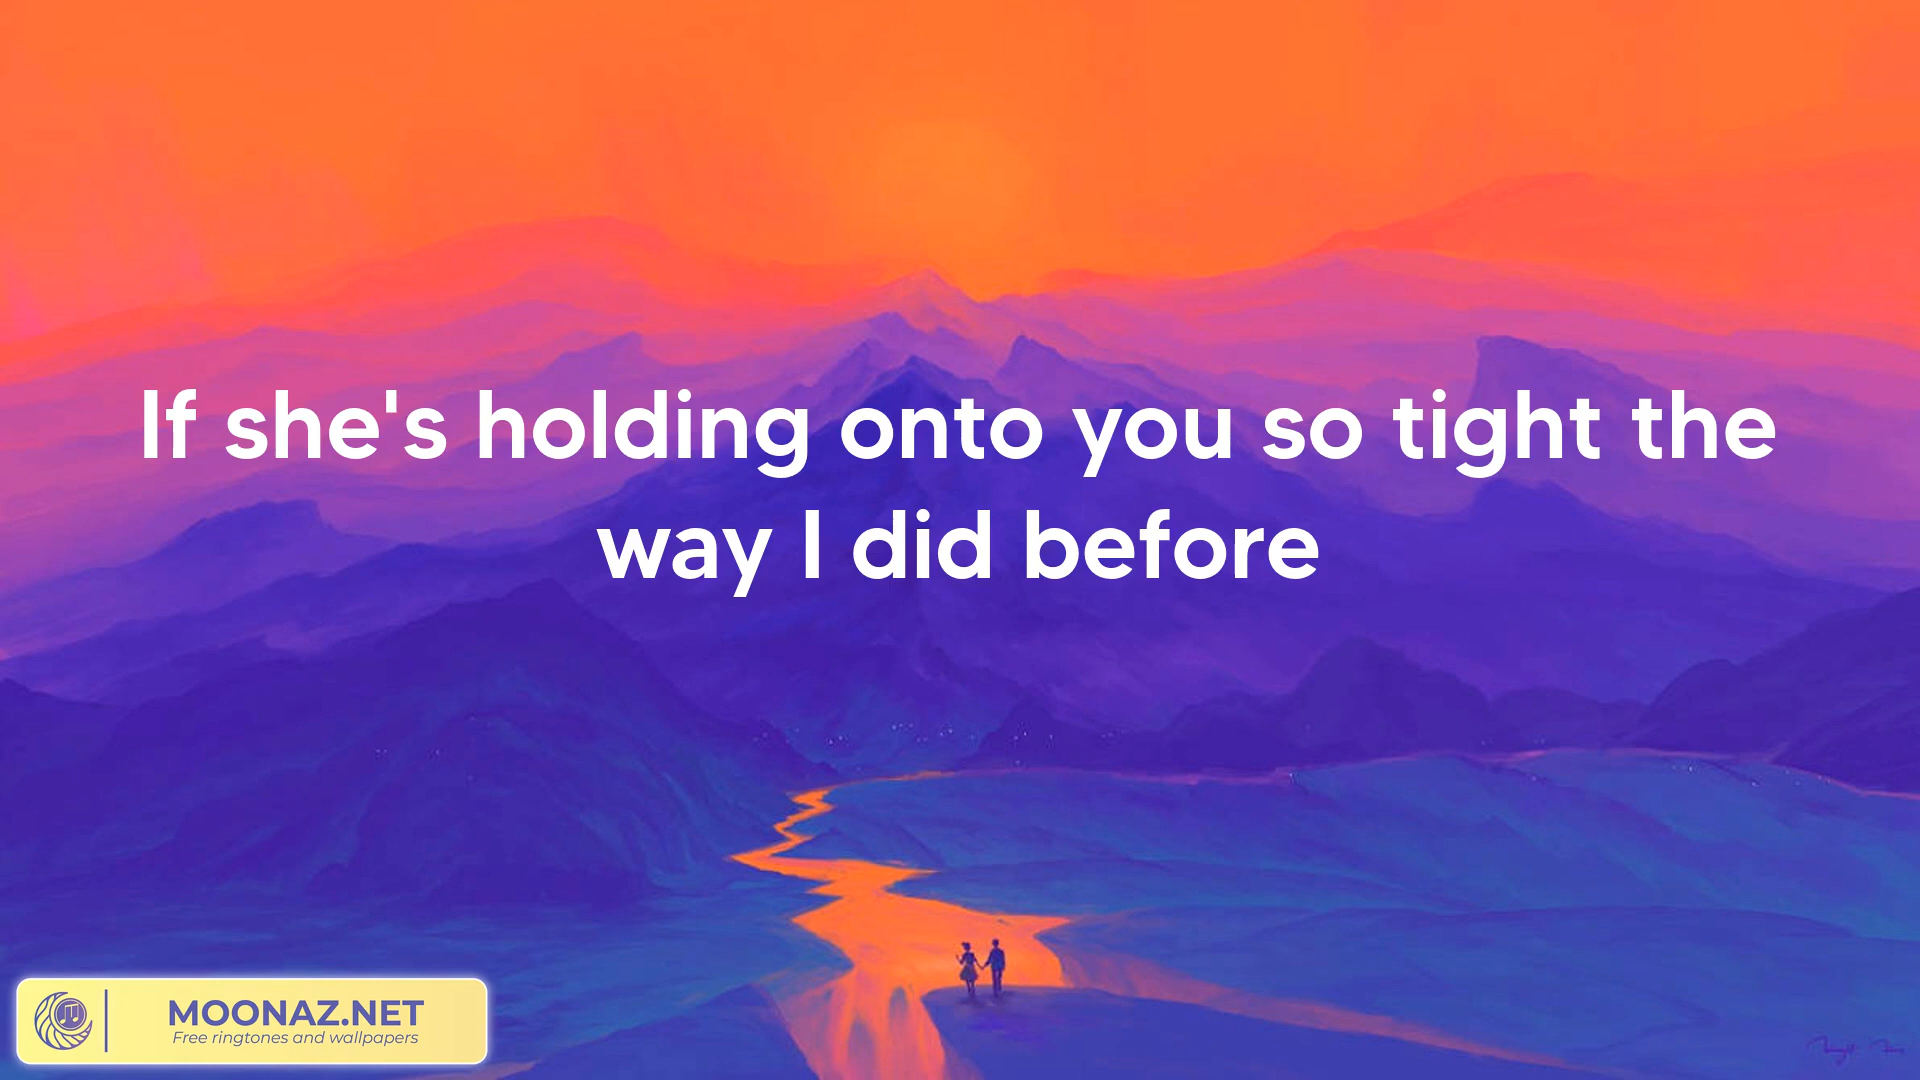 If she's holding onto you so tight the
way I did before
MOONAZ.NET
Free ringtones and wallpapers